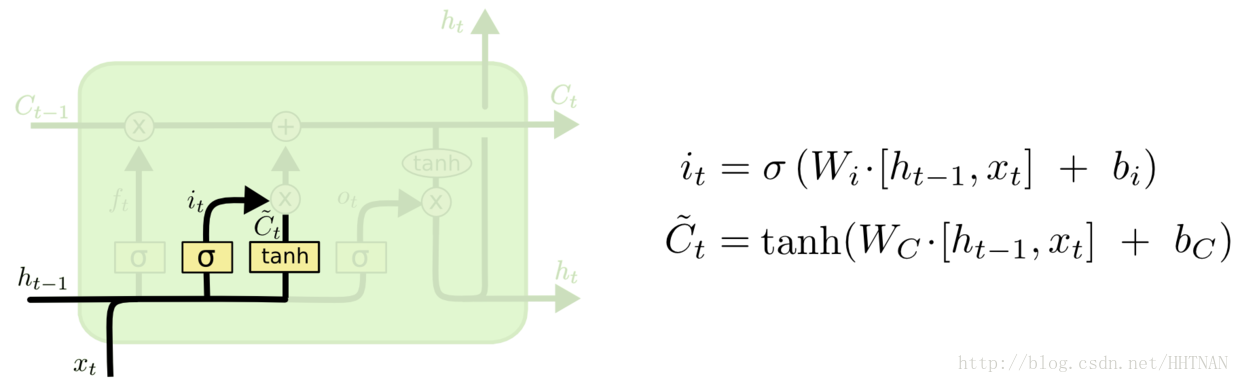 h_t
C_{t-1} C_t
x +
tanh
f_t i_t x o_t x
C̃_t
σ σ tanh σ
h_{t-1} h_t
x_t
i_t = σ (W_i·[h_{t-1}, x_t] + b_i)
C̃_t = tanh(W_C·[h_{t-1}, x_t] + b_C)
http://blog.csdn.net/HHTNAN